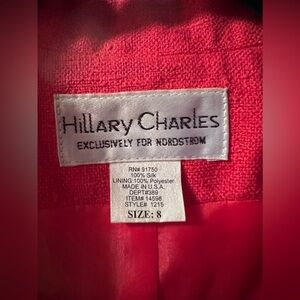 Hillary Charles
EXCLUSIVELY FOR NORDSTROM
RN# 91750
100% Silk
LINING:100% Polyester
MADE IN U.S.A.
DEPT#389
ITEM# 14598
STYLE# 1215
SIZE: 8